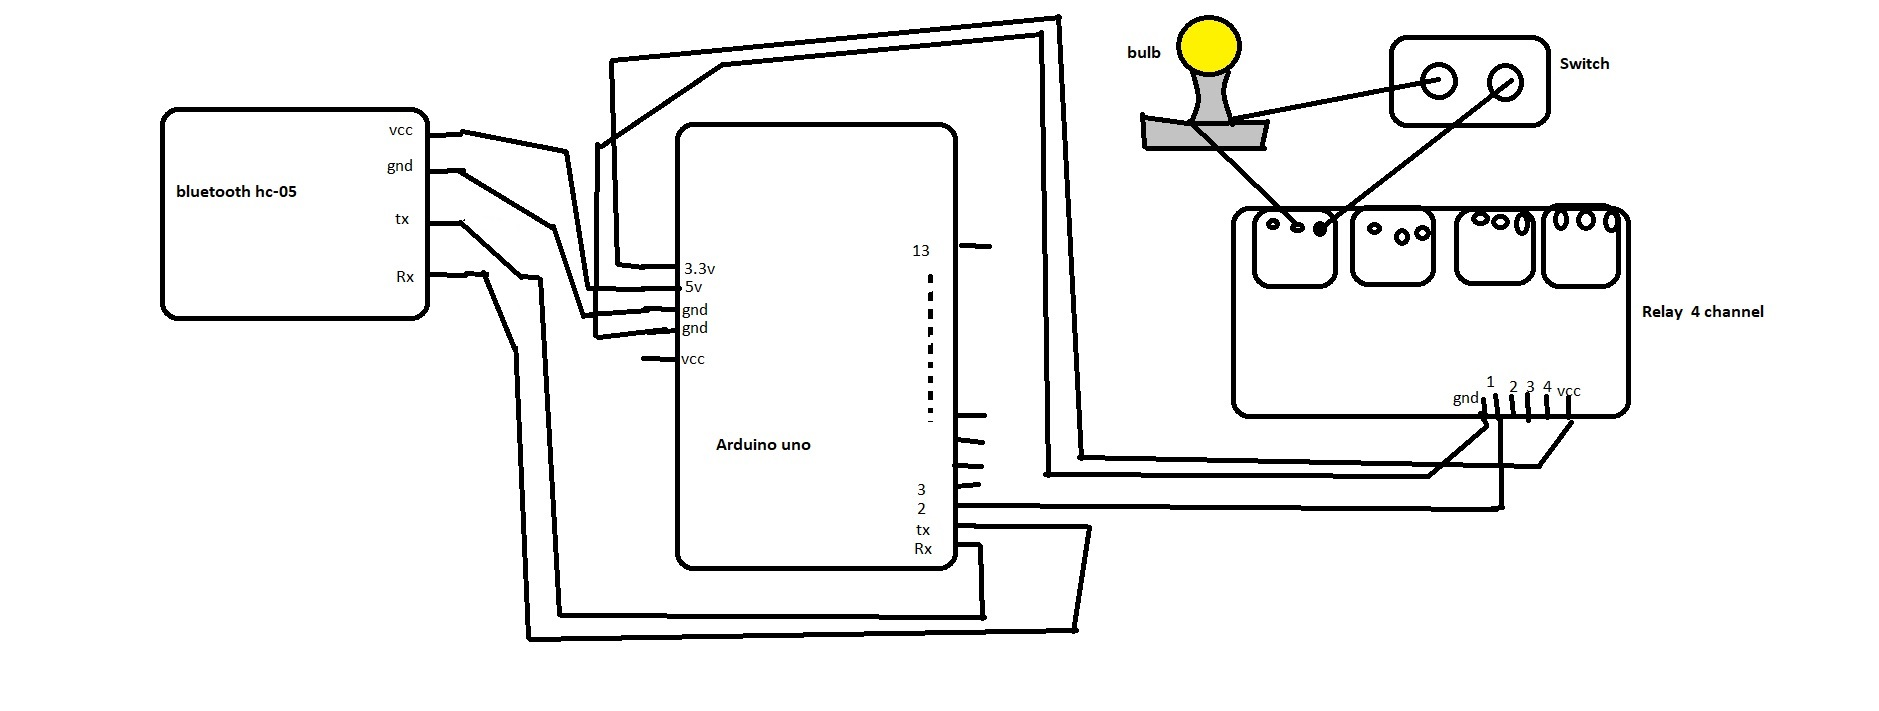 bluetooth hc-05
vcc
gnd
tx
Rx
3.3v
5v
gnd
gnd
vcc
Arduino uno
13
3
2
tx
Rx
bulb
Switch
Relay 4 channel
gnd 1 2 3 4 vcc